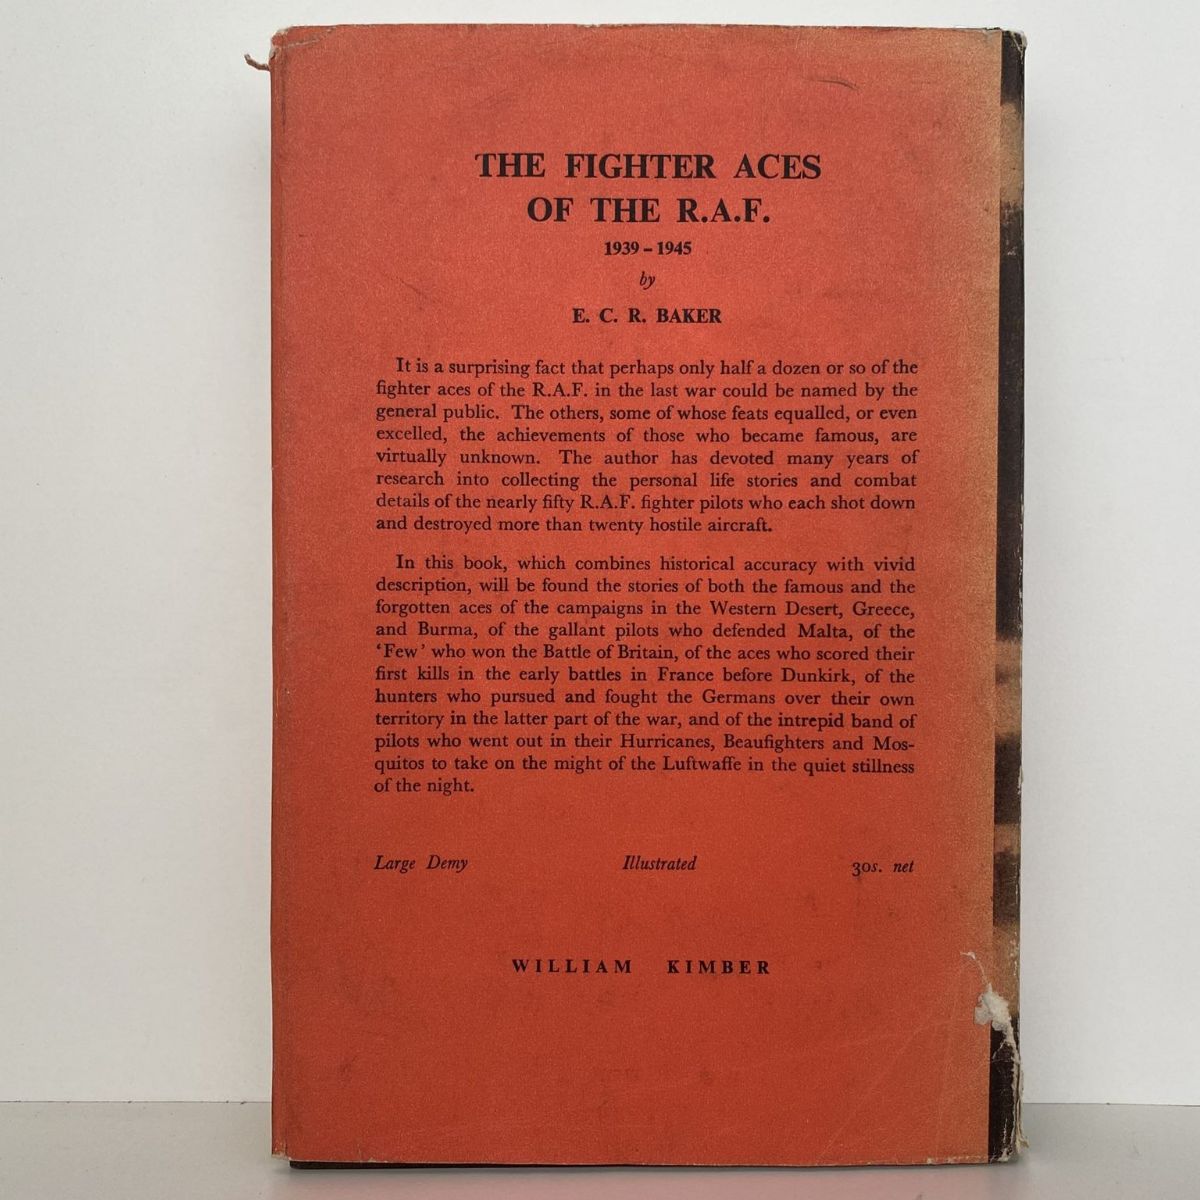 THE FIGHTER ACES
OF THE R.A.F.
1939 – 1945
by
E. C. R. BAKER
It is a surprising fact that perhaps only half a dozen or so of the
fighter aces of the R.A.F. in the last war could be named by the
general public. The others, some of whose feats equalled, or even
excelled, the achievements of those who became famous, are
virtually unknown. The author has devoted many years of
research into collecting the personal life stories and combat
details of the nearly fifty R.A.F. fighter pilots who each shot down
and destroyed more than twenty hostile aircraft.
In this book, which combines historical accuracy with vivid
description, will be found the stories of both the famous and the
forgotten aces of the campaigns in the Western Desert, Greece,
and Burma, of the gallant pilots who defended Malta, of the
‘Few’ who won the Battle of Britain, of the aces who scored their
first kills in the early battles in France before Dunkirk, of the
hunters who pursued and fought the Germans over their own
territory in the latter part of the war, and of the intrepid band of
pilots who went out in their Hurricanes, Beaufighters and Mos-
quitos to take on the might of the Luftwaffe in the quiet stillness
of the night.
Large Demy Illustrated 30s. net
WILLIAM KIMBER